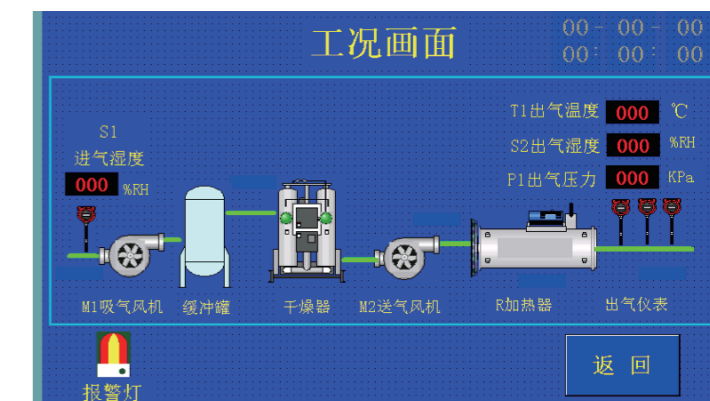 工况画面
00- 00- 00
00: 00: 00
T1出气温度 000 ℃
S1
进气湿度
S2出气湿度 000 %RH
000 %RH
P1出气压力 000 KPa
M1吸气风机 缓冲罐 干燥器 M2送气风机 R加热器 出气仪表
报警灯
返 回